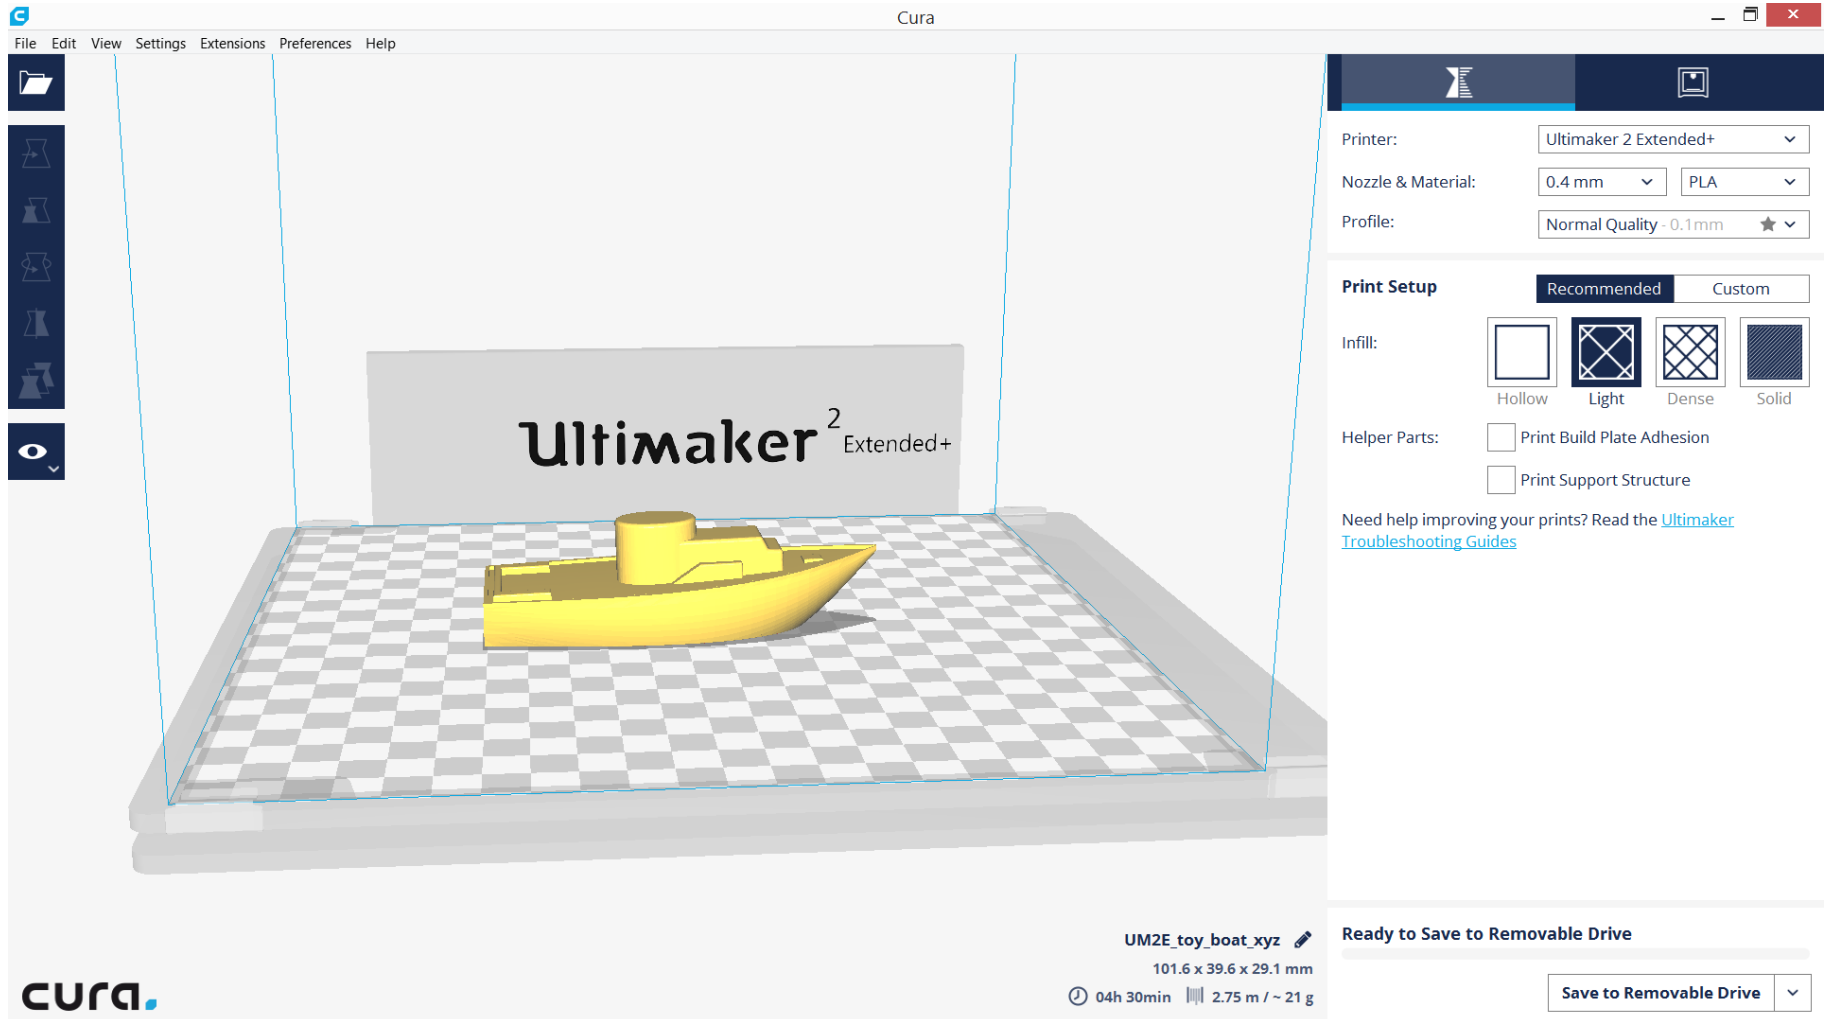 Cura
File Edit View Settings Extensions Preferences Help
Printer: Ultimaker 2 Extended+
Nozzle & Material: 0.4 mm PLA
Profile: Normal Quality - 0.1mm
Print Setup Recommended Custom
Infill:
Hollow Light Dense Solid
Helper Parts: Print Build Plate Adhesion
Print Support Structure
Need help improving your prints? Read the Ultimaker
Troubleshooting Guides
Ultimaker 2 Extended+
UM2E_toy_boat_xyz
101.6 x 39.6 x 29.1 mm
04h 30min 2.75 m / ~ 21 g
Ready to Save to Removable Drive
Save to Removable Drive
cura.